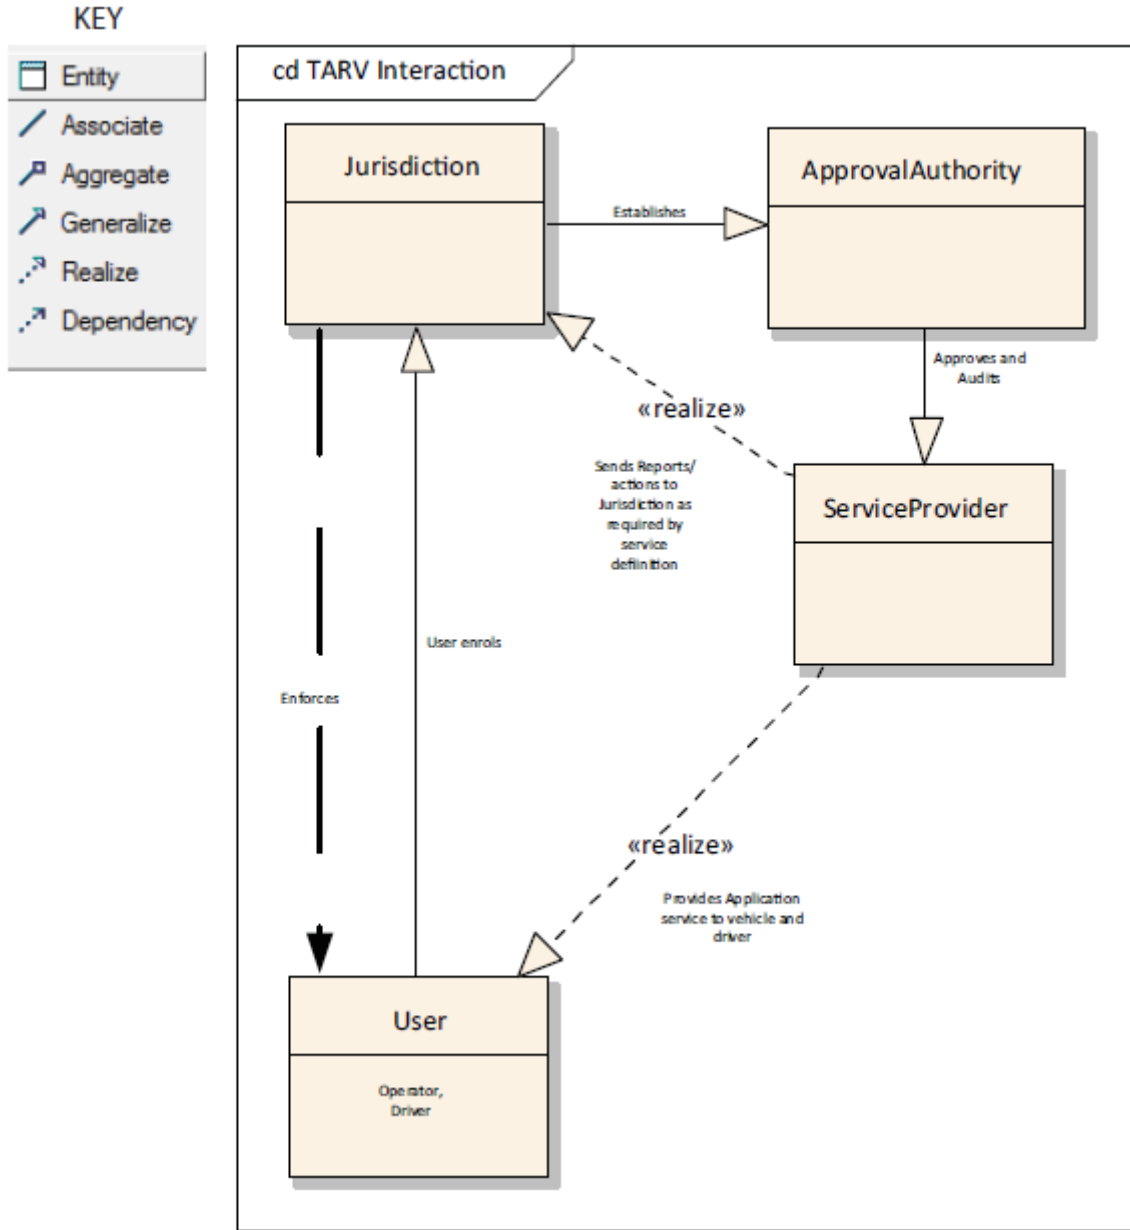 KEY
Entity
Associate
Aggregate
Generalize
Realize
Dependency
cd TARV Interaction
Jurisdiction
ApprovalAuthority
Establishes
Approves and
Audits
«realize»
Sends Reports/
actions to
Jurisdiction as
required by
service
defiinition
ServiceProvider
User enrols
Enforces
«realize»
Provides Application
service to vehicle and
driver
User
Operator,
Driver